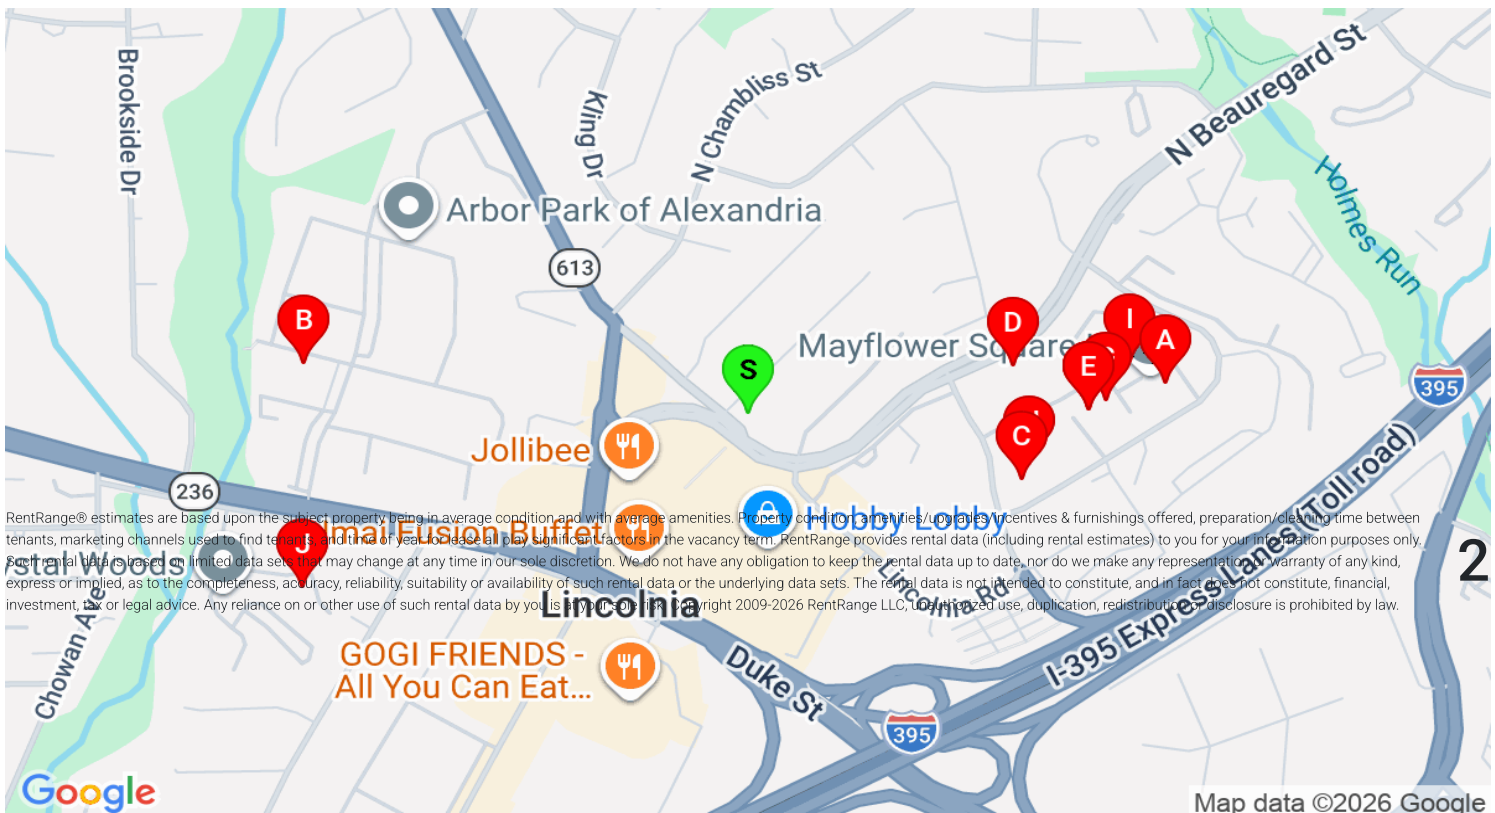 Brookside Dr
Kling Dr
N Chambliss St
N Beauregard St
Holmes Run
Arbor Park of Alexandria
613
B
D
I
A
Mayflower Square
E
S
395
C
Jollibee
236
Hobby Lobby
Imai Fusion Buffet
J
stal Woods
RentRange® estimates are based upon the subject property being in average condition and with average amenities. Property condition, amenities/upgrades/incentives & furnishings offered, preparation/cleaning time between
tenants, marketing channels used to find tenants, and time of year for lease all play significant factors in the vacancy term. RentRange provides rental data (including rental estimates) to you for your information purposes only.
Such rental data is based on limited data sets that may change at any time in our sole discretion. We do not have any obligation to keep the rental data up to date, nor do we make any representation or warranty of any kind,
express or implied, as to the completeness, accuracy, reliability, suitability or availability of such rental data or the underlying data sets. The rental data is not intended to constitute, and in fact does not constitute, financial,
investment, tax or legal advice. Any reliance on or other use of such rental data by you is at your sole risk. Copyright 2009-2026 RentRange LLC, unauthorized use, duplication, redistribution or disclosure is prohibited by law.
2
Lincolnia Rd
Lincolnia
Chowan Ave
I-395 Express Lanes (Toll road)
GOGI FRIENDS -
All You Can Eat...
Duke St
395
Google
Map data ©2026 Google